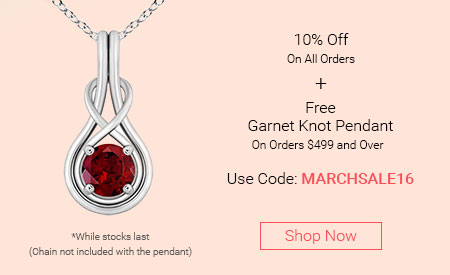 10% Off
On All Orders
+
Free
Garnet Knot Pendant
On Orders $499 and Over
Use Code: MARCHSALE16
Shop Now
*While stocks last
(Chain not included with the pendant)